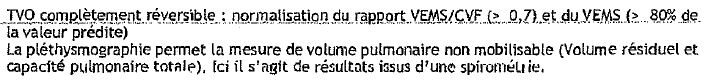 TVO complètement réversible : normalisation du rapport VEMS/CVF (> 0,7) et du VEMS (> 80% de
la valeur prédite)
La pléthysmographie permet la mesure de volume pulmonaire non mobilisable (Volume résiduel et
capacité pulmonaire totale). Ici il s'agit de résultats issus d'une spirométrie.